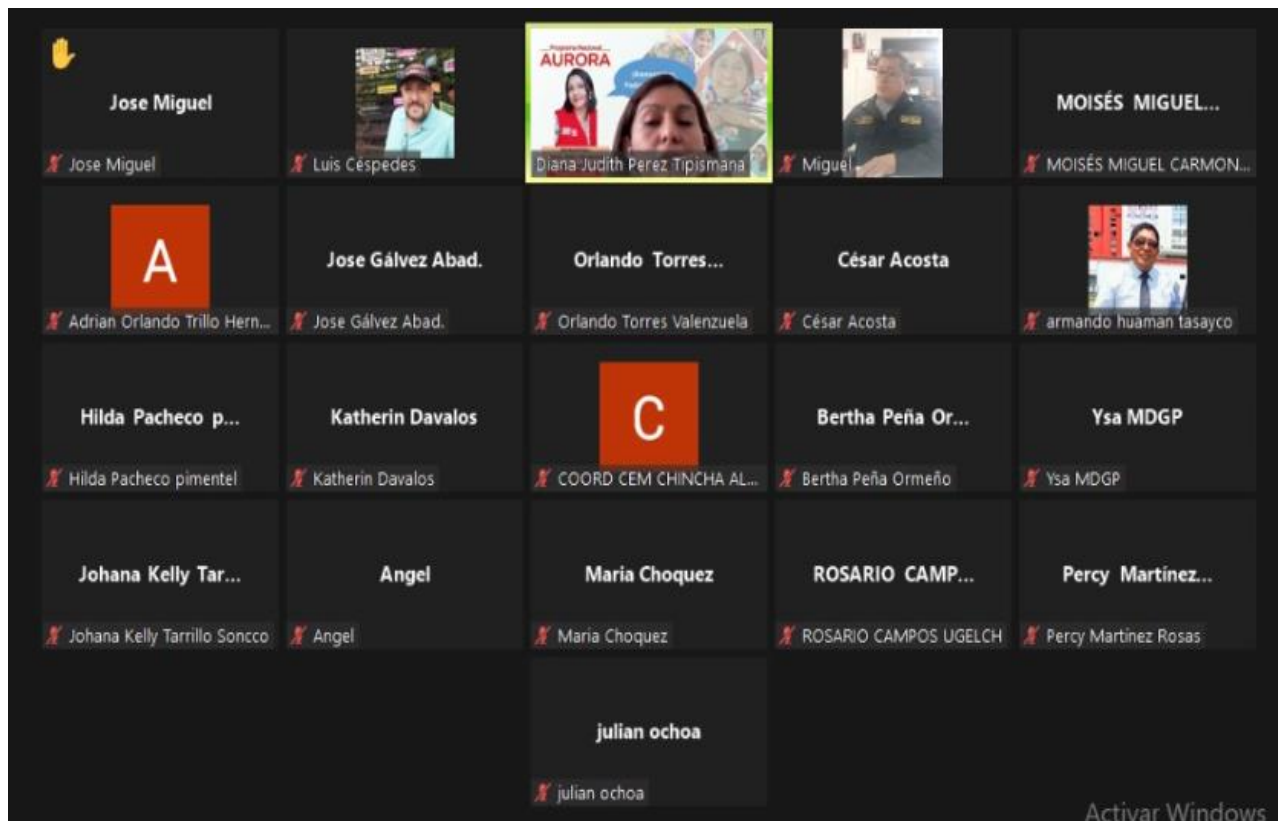 Jose Miguel
Jose Miguel
Luis Céspedes
Programa Nacional
AURORA
Diana Judith Perez Tipismana
Miguel
MOISÉS MIGUEL...
MOISÉS MIGUEL CARMON...
A
Adrian Orlando Trillo Hern...
Jose Gálvez Abad.
Jose Gálvez Abad.
Orlando Torres...
Orlando Torres Valenzuela
César Acosta
César Acosta
armando huaman tasayco
Hilda Pacheco p...
Hilda Pacheco pimentel
Katherin Davalos
Katherin Davalos
C
COORD CEM CHINCHA AL...
Bertha Peña Or...
Bertha Peña Ormeño
Ysa MDGP
Ysa MDGP
Johana Kelly Tar...
Johana Kelly Tarrillo Soncco
Angel
Angel
Maria Choquez
Maria Choquez
ROSARIO CAMP...
ROSARIO CAMPOS UGELCH
Percy Martínez...
Percy Martínez Rosas
julian ochoa
julian ochoa
Activar Windows